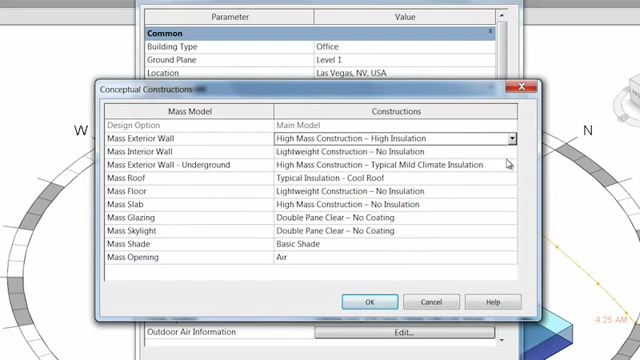 Parameter Value
Common
Building Type Office
Ground Plane Level 1
Location Las Vegas, NV, USA
Conceptual Constructions
Mass Model Constructions
Design Option Main Model
Mass Exterior Wall High Mass Construction – High Insulation
Mass Interior Wall Lightweight Construction – No Insulation
Mass Exterior Wall - Underground High Mass Construction – Typical Mild Climate Insulation
Mass Roof Typical Insulation - Cool Roof
Mass Floor Lightweight Construction – No Insulation
Mass Slab High Mass Construction – No Insulation
Mass Glazing Double Pane Clear – No Coating
Mass Skylight Double Pane Clear – No Coating
Mass Shade Basic Shade
Mass Opening Air
OK Cancel Help
Outdoor Air Information Edit...
W
N
4:25 AM